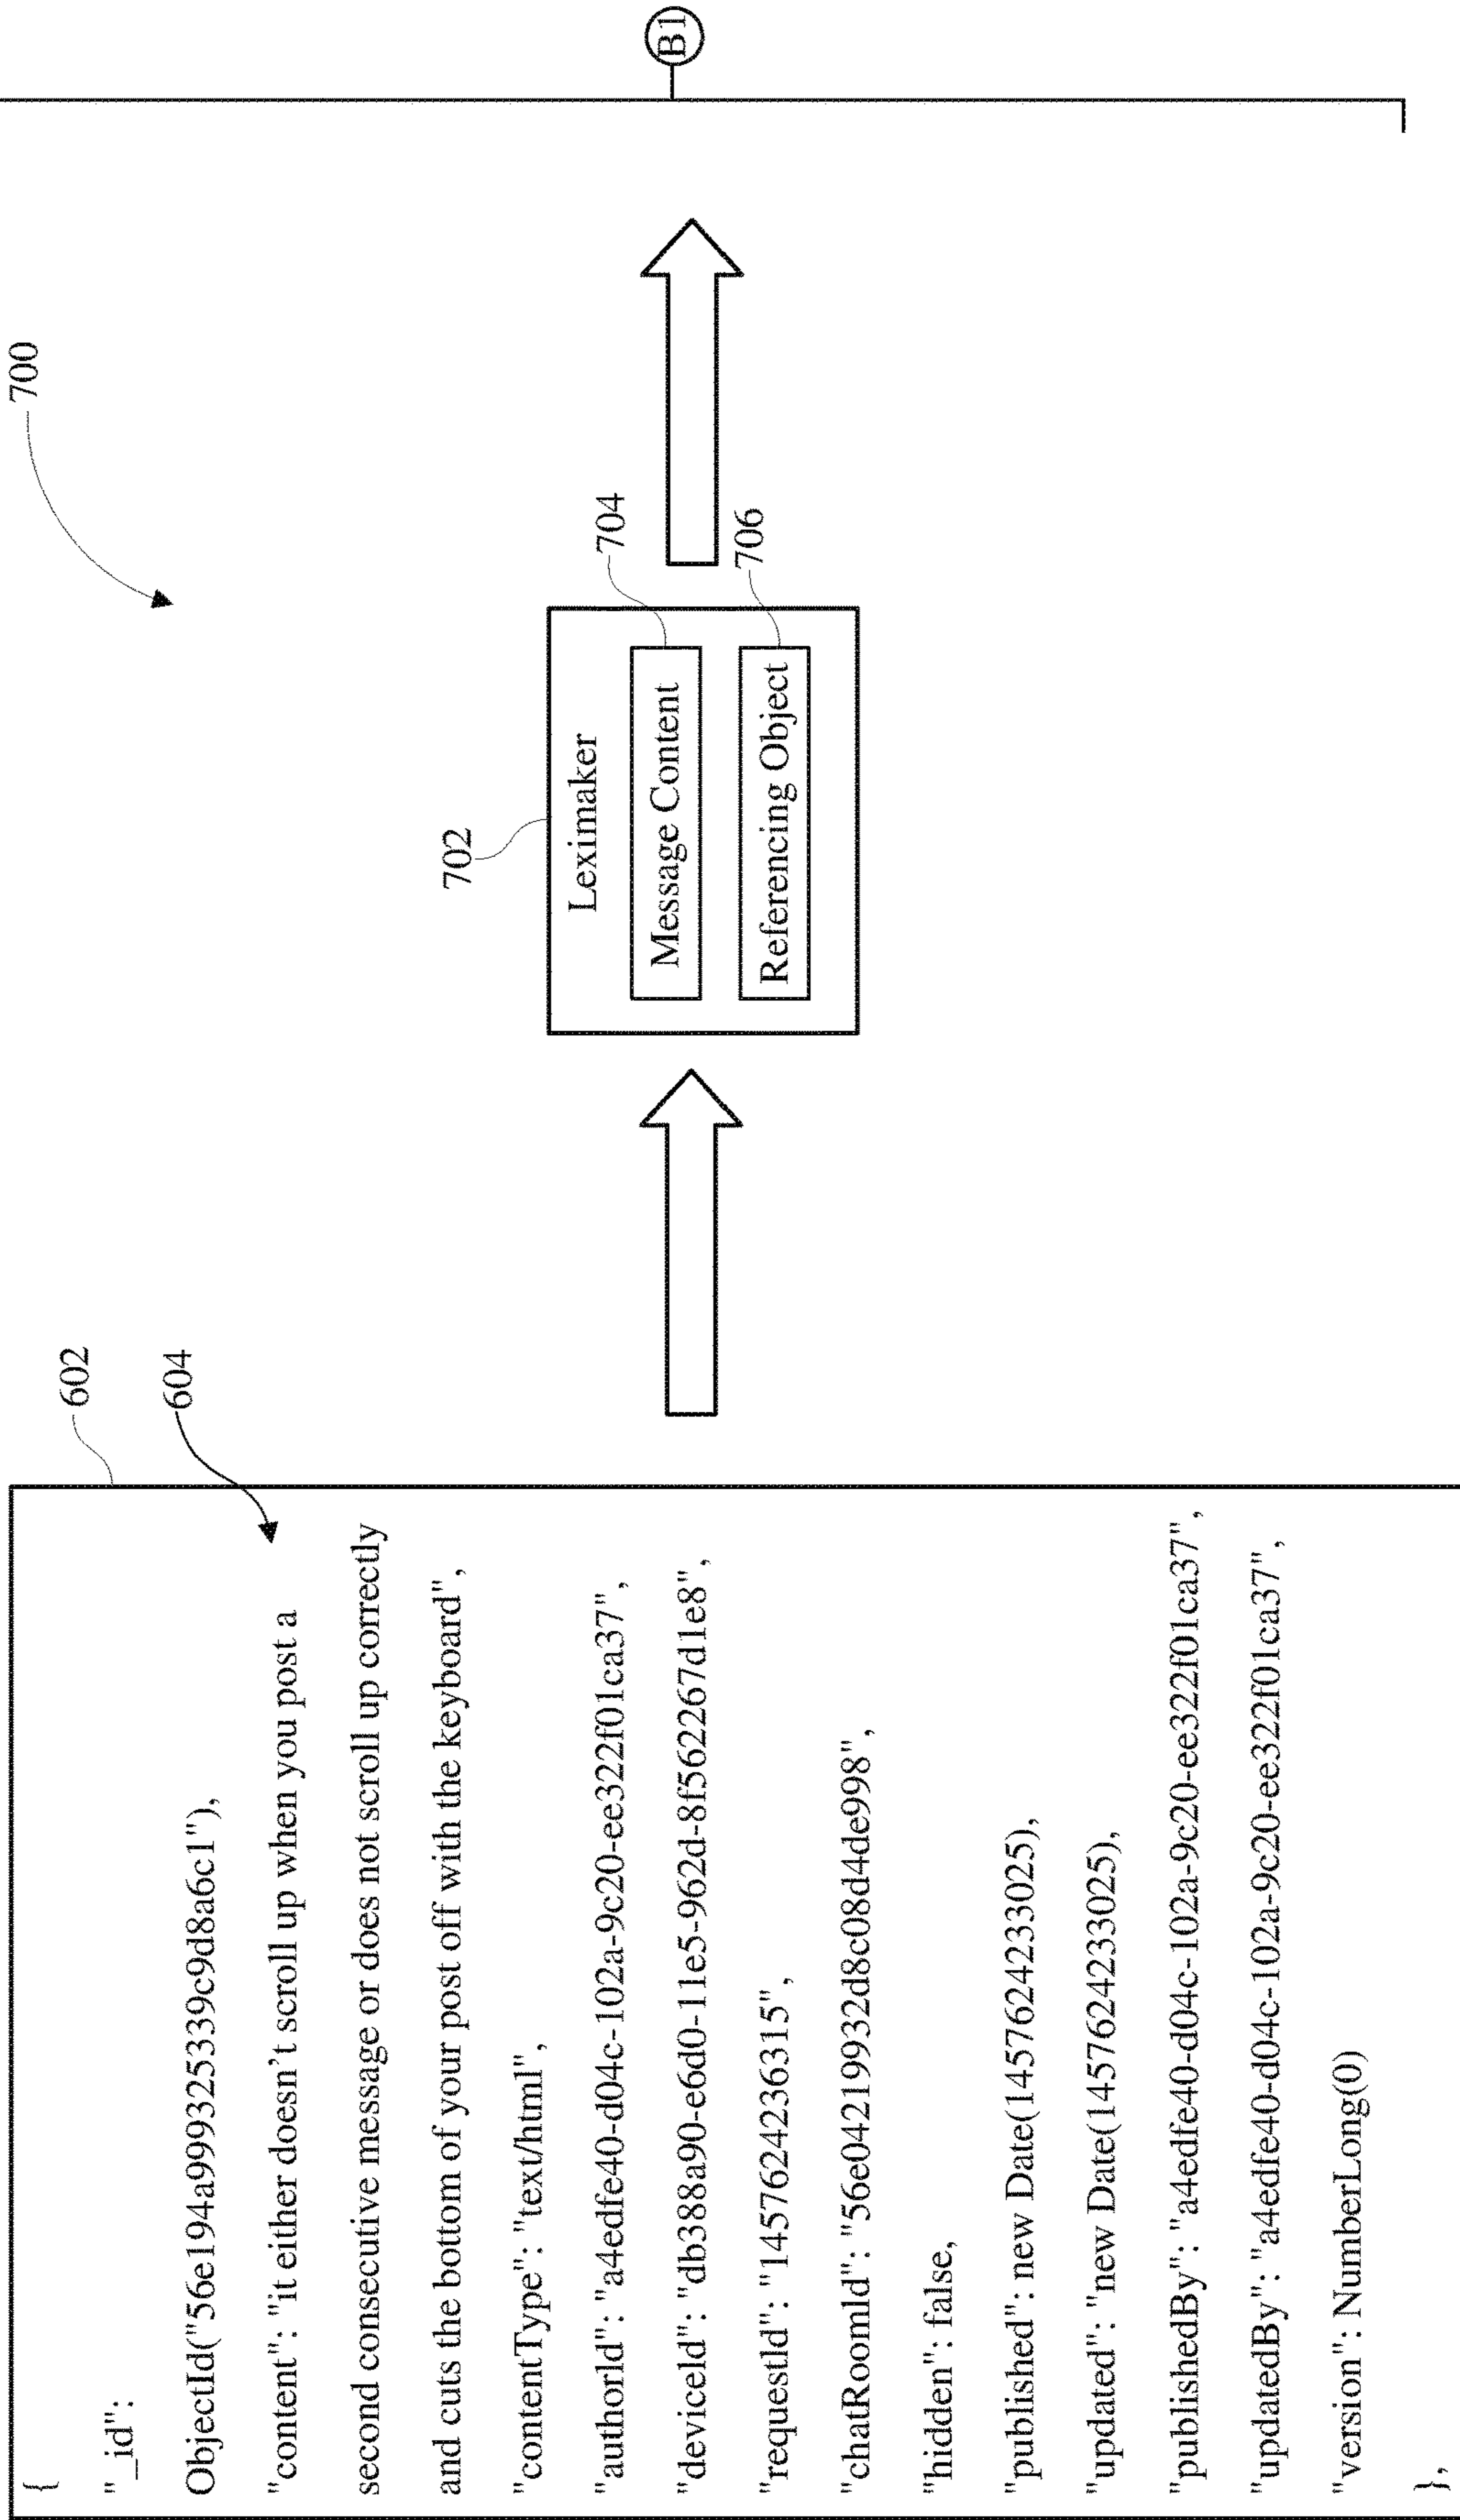 {
"_id":
ObjectId("56e194a999325339c9d8a6c1"),
"content": "it either doesn't scroll up when you post a
second consecutive message or does not scroll up correctly
and cuts the bottom of your post off with the keyboard",
"contentType": "text/html",
"authorId": "a4edfe40-d04c-102a-9c20-ee322f01ca37",
"deviceId": "db388a90-e6d0-11e5-962d-8f562267d1e8",
"requestId": "1457624236315",
"chatRoomId": "56e04219932d8c08d4de998",
"hidden": false,
"published": new Date(1457624233025),
"updated": "new Date(1457624233025),
"publishedBy": "a4edfe40-d04c-102a-9c20-ee322f01ca37",
"updatedBy": "a4edfe40-d04c-102a-9c20-ee322f01ca37",
"version": NumberLong(0)
},
602
604
702
Leximaker
Message Content
Referencing Object
704
706
700
B1